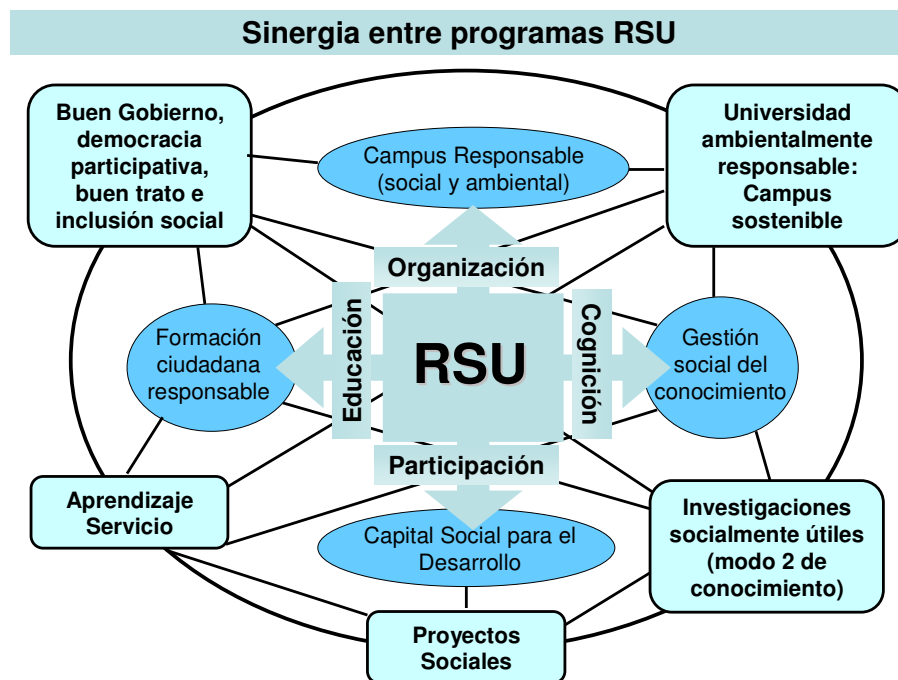 Sinergia entre programas RSU
Buen Gobierno,
democracia
participativa,
buen trato e
inclusión social
Universidad
ambientalmente
responsable:
Campus
sostenible
Campus Responsable
(social y ambiental)
Organización
Formación
ciudadana
responsable
Educación
RSU
Cognición
Gestión
social del
conocimiento
Participación
Aprendizaje
Servicio
Capital Social para el
Desarrollo
Investigaciones
socialmente útiles
(modo 2 de
conocimiento)
Proyectos
Sociales